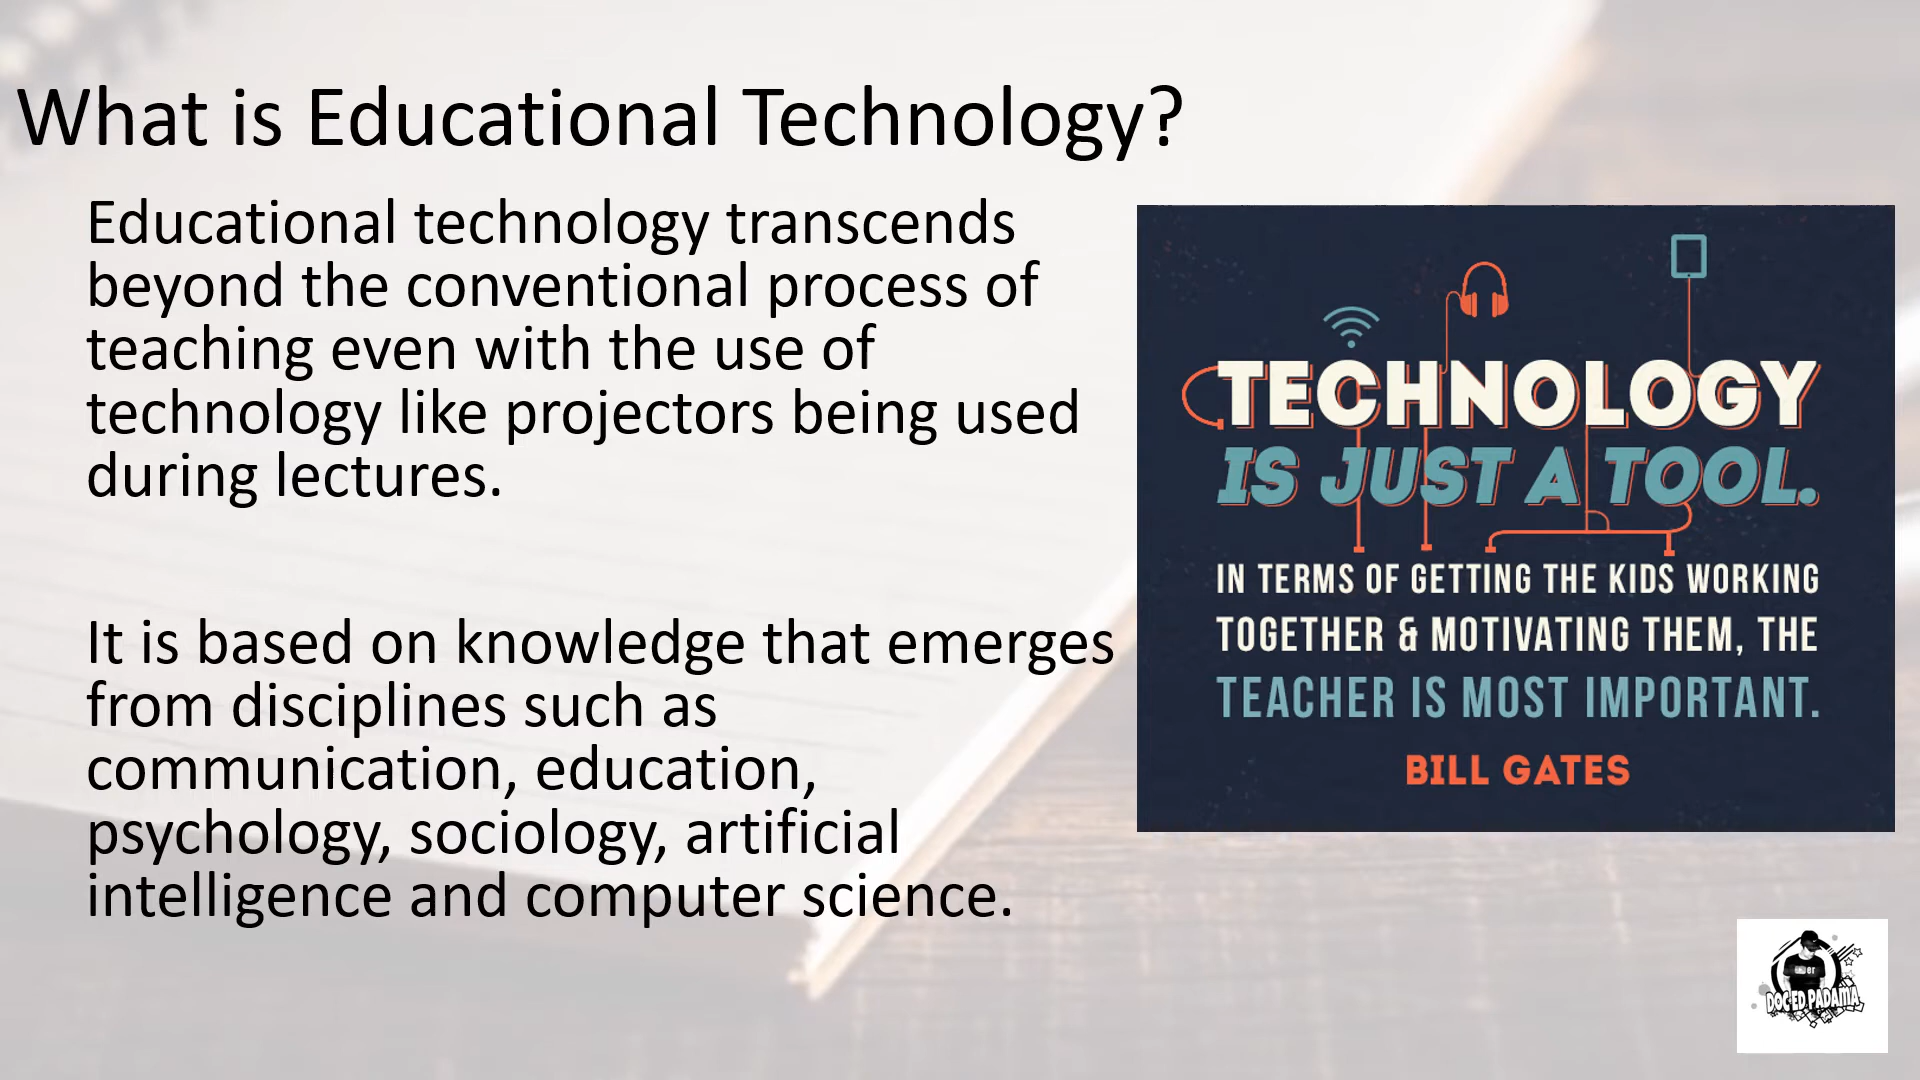 What is Educational Technology?
Educational technology transcends
beyond the conventional process of
teaching even with the use of
technology like projectors being used
during lectures.
It is based on knowledge that emerges
from disciplines such as
communication, education,
psychology, sociology, artificial
intelligence and computer science.
TECHNOLOGY
IS JUST A TOOL.
IN TERMS OF GETTING THE KIDS WORKING
TOGETHER & MOTIVATING THEM, THE
TEACHER IS MOST IMPORTANT.
BILL GATES
DOC ED PADAMA